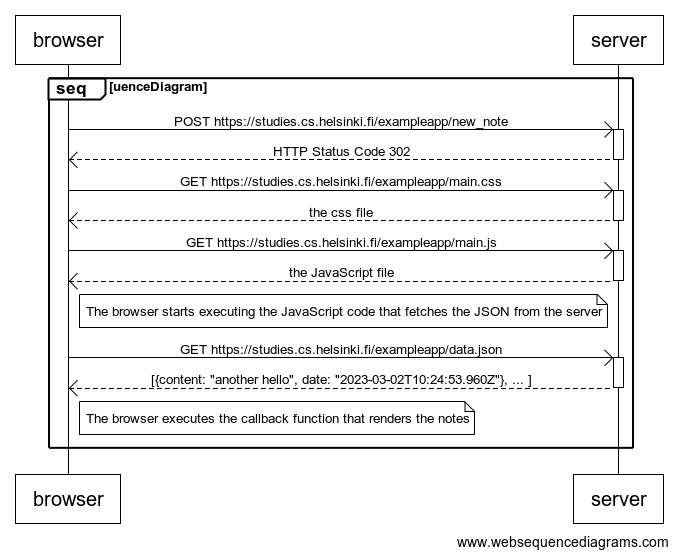 browser server
seq [uenceDiagram]
POST https://studies.cs.helsinki.fi/exampleapp/new_note
HTTP Status Code 302
GET https://studies.cs.helsinki.fi/exampleapp/main.css
the css file
GET https://studies.cs.helsinki.fi/exampleapp/main.js
the JavaScript file
The browser starts executing the JavaScript code that fetches the JSON from the server
GET https://studies.cs.helsinki.fi/exampleapp/data.json
[{content: "another hello", date: "2023-03-02T10:24:53.960Z"}, ... ]
The browser executes the callback function that renders the notes
browser server
www.websequencediagrams.com